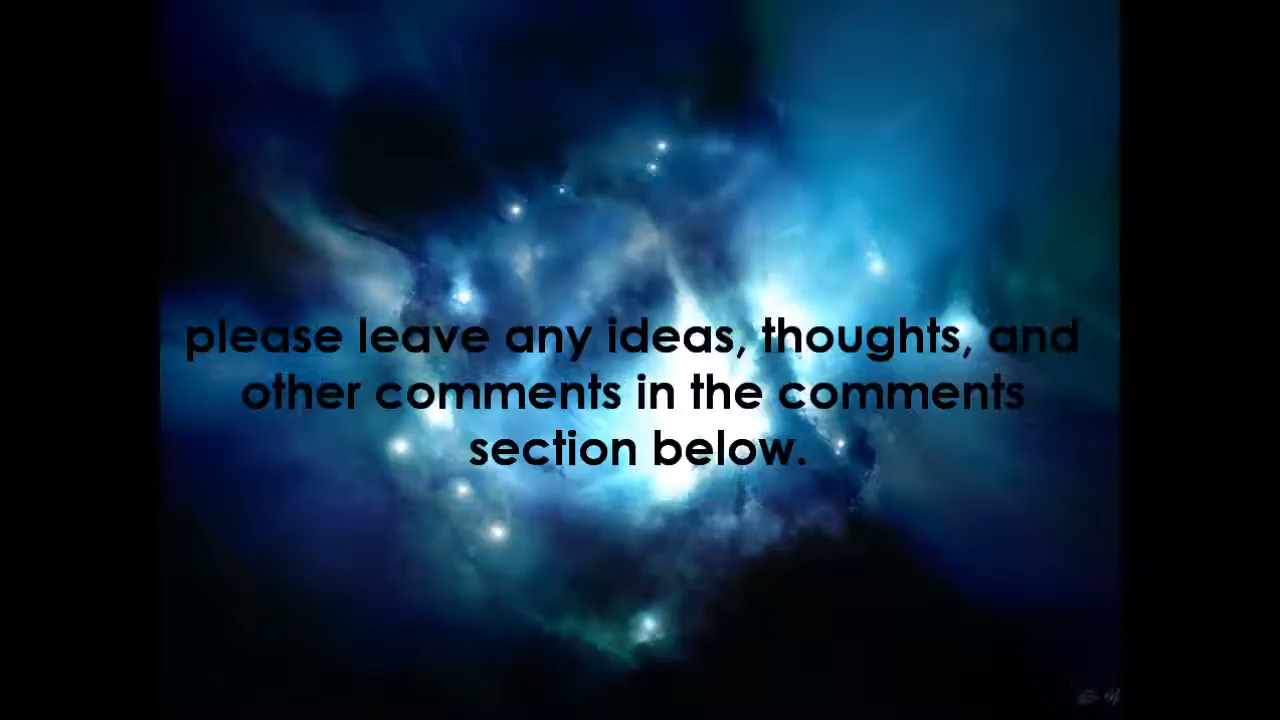 please leave any ideas, thoughts, and
other comments in the comments
section below.